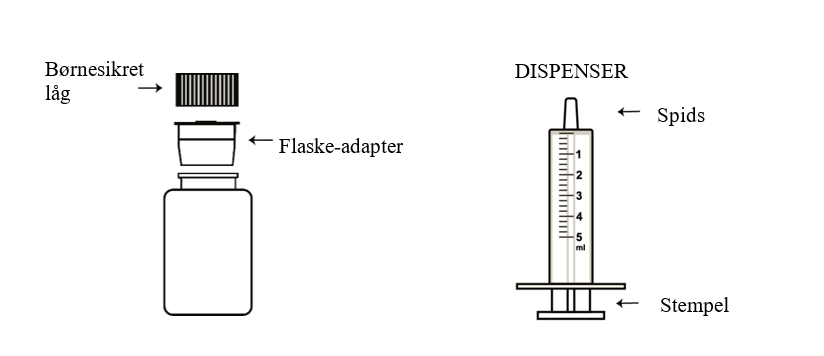 Børnesikret
låg
Flaske-adapter
DISPENSER
Spids
1
2
3
4
5
ml
Stempel